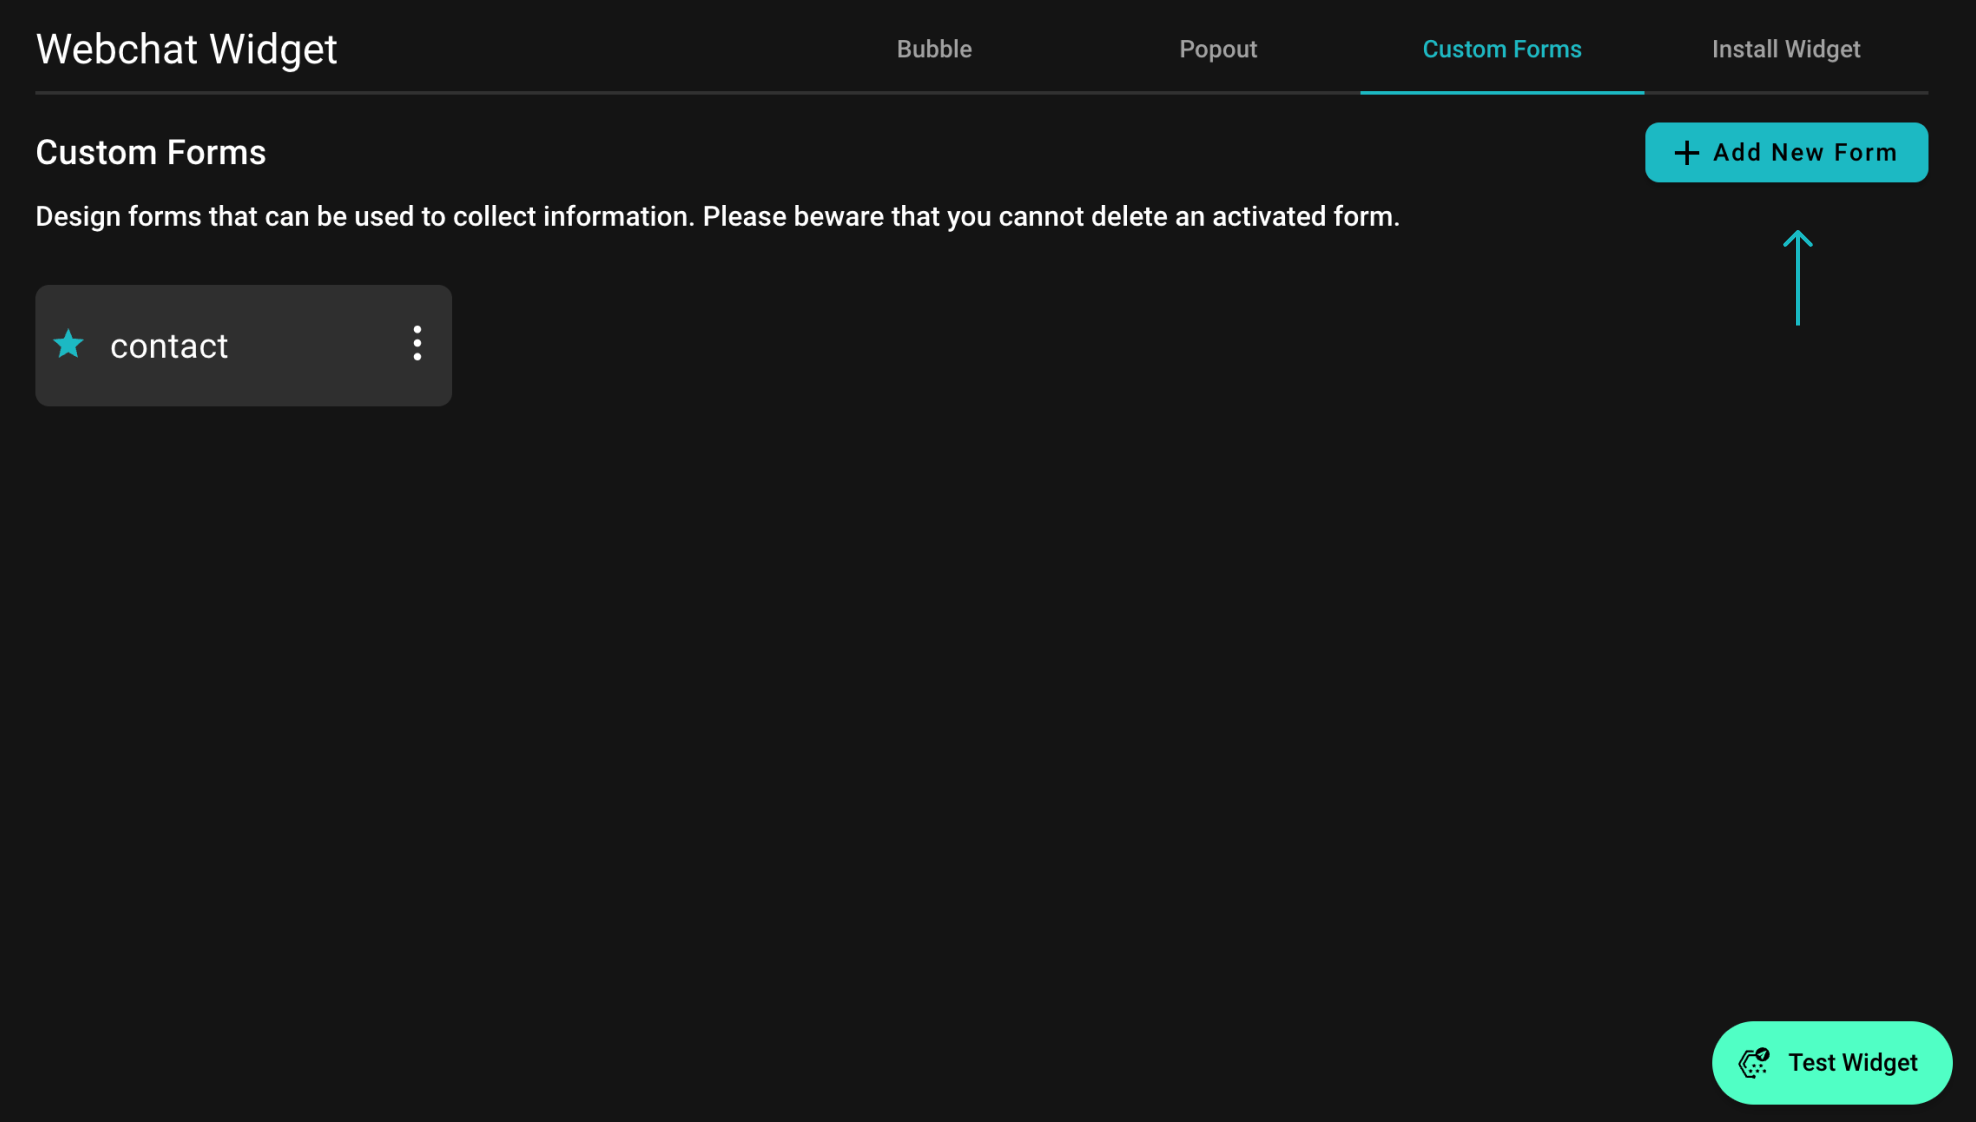 Webchat Widget
Bubble
Popout
Custom Forms
Install Widget
Custom Forms
Add New Form
Design forms that can be used to collect information. Please beware that you cannot delete an activated form.
contact
Test Widget